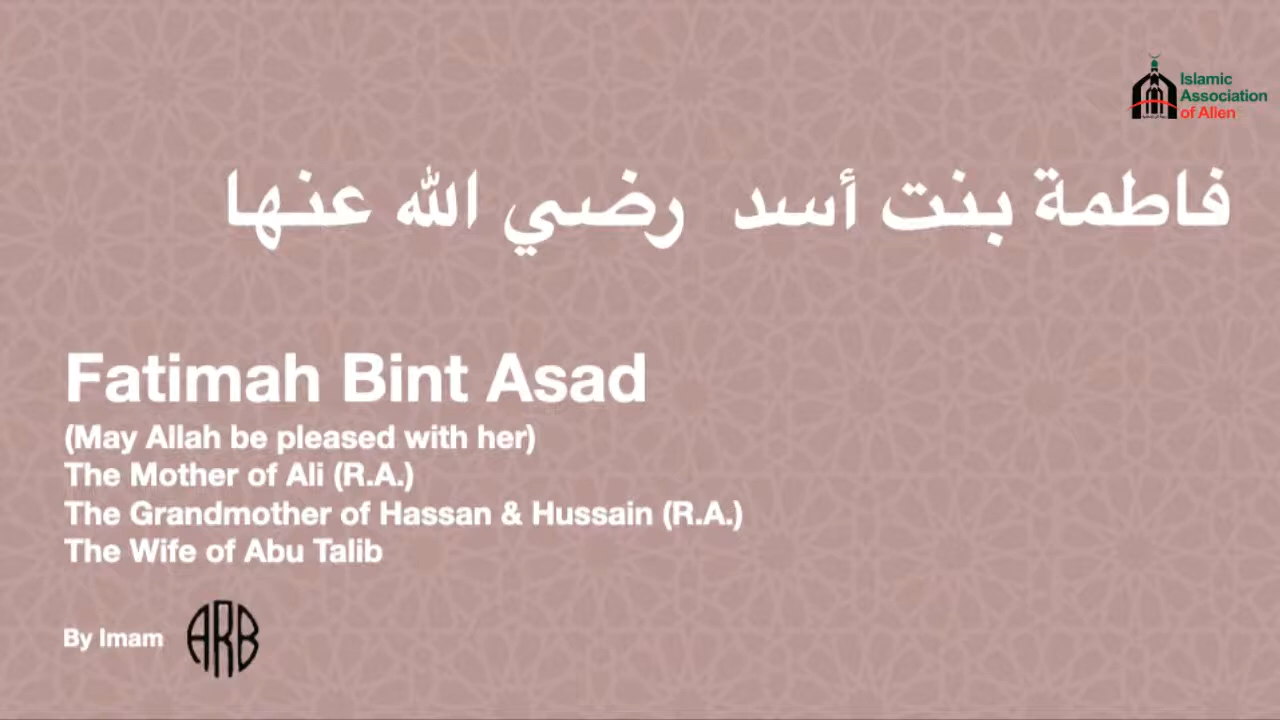 Islamic
Association
of Allen
فاطمة بنت أسد رضي الله عنها
Fatimah Bint Asad
(May Allah be pleased with her)
The Mother of Ali (R.A.)
The Grandmother of Hassan & Hussain (R.A.)
The Wife of Abu Talib
By Imam ARB